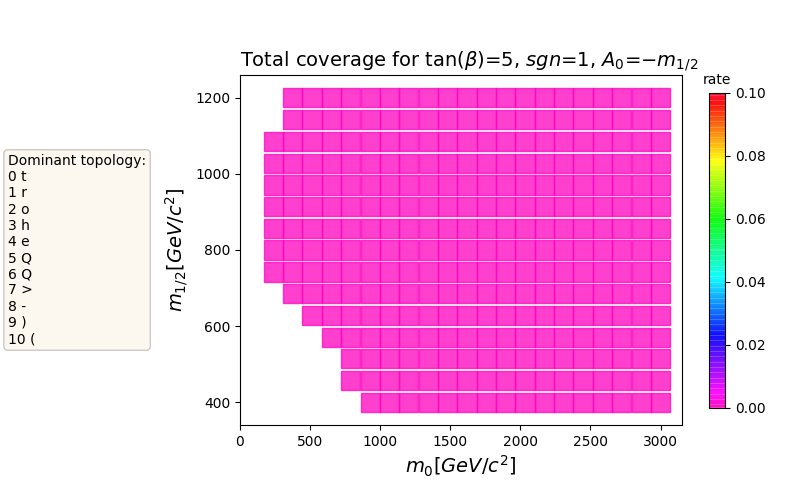 Total coverage for tan(β)=5, sgn=1, A₀=−m₁/₂
rate
Dominant topology:
0 t
1 r
2 o
3 h
4 e
5 Q
6 Q
7 >
8 -
9 )
10 (
m₁/₂[GeV/c²]
1200
1000
800
600
400
0 500 1000 1500 2000 2500 3000
m₀[GeV/c²]
0.10
0.08
0.06
0.04
0.02
0.00